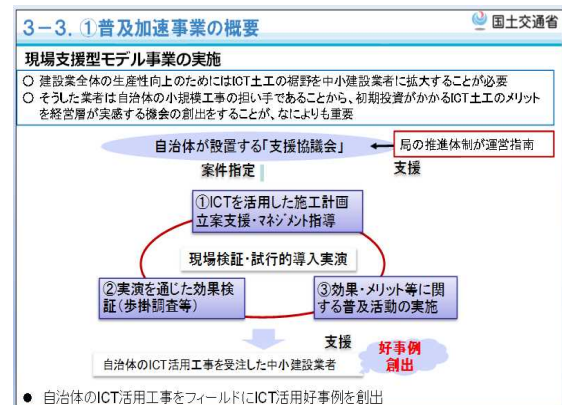 3－3. ①普及加速事業の概要
国土交通省
現場支援型モデル事業の実施
○ 建設業全体の生産性向上のためにはICT土工の裾野を中小建設業者に拡大することが必要
○ そうした業者は自治体の小規模工事の担い手であることから、初期投資がかかるICT土工のメリット
を経営層が実感する機会の創出をすることが、なによりも重要
自治体が設置する「支援協議会」
局の推進体制が運営指南
案件指定
支援
①ICTを活用した施工計画
立案支援・マネジメント指導
現場検証・試行的導入実演
②実演を通じた効果検
証（歩掛調査等）
③効果・メリット等に関
する普及活動の実施
支援
好事例
創出
自治体のICT活用工事を受注した中小建設業者
● 自治体のICT活用工事をフィールドにICT活用好事例を創出